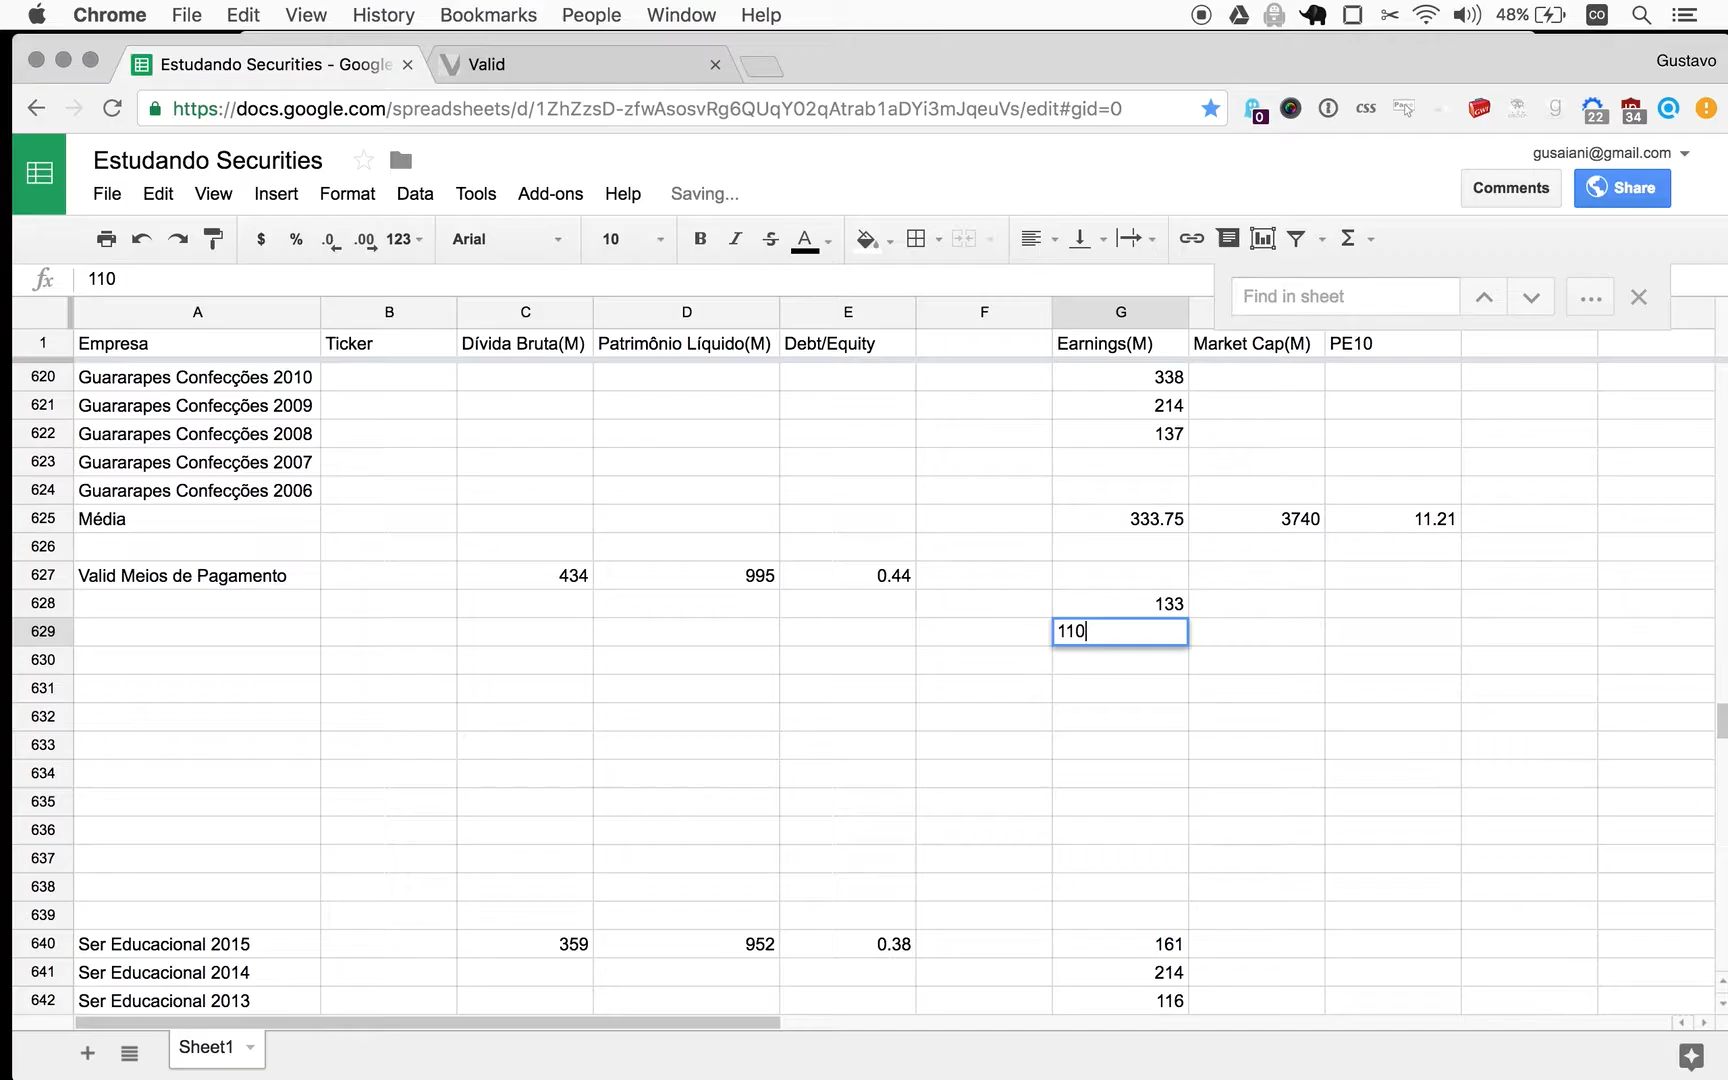 Chrome File Edit View History Bookmarks People Window Help 48% CO
Estudando Securities - Google Valid Gustavo
https://docs.google.com/spreadsheets/d/1ZhZzsD-zfwAsosvRg6QUqY02qAtrab1aDYi3mJqeuVs/edit#gid=0 0 css g 22 34
Estudando Securities gusaiani@gmail.com
File Edit View Insert Format Data Tools Add-ons Help Saving... Comments Share
$ % .0 .00 123 Arial 10 B I S A Σ
fx 110 Find in sheet ...
A B C D E F G
1 Empresa Ticker Dívida Bruta(M) Patrimônio Líquido(M) Debt/Equity Earnings(M) Market Cap(M) PE10
620 Guararapes Confecções 2010 338
621 Guararapes Confecções 2009 214
622 Guararapes Confecções 2008 137
623 Guararapes Confecções 2007
624 Guararapes Confecções 2006
625 Média 333.75 3740 11.21
626
627 Valid Meios de Pagamento 434 995 0.44
628 133
629 110
630
631
632
633
634
635
636
637
638
639
640 Ser Educacional 2015 359 952 0.38 161
641 Ser Educacional 2014 214
642 Ser Educacional 2013 116
+ Sheet1